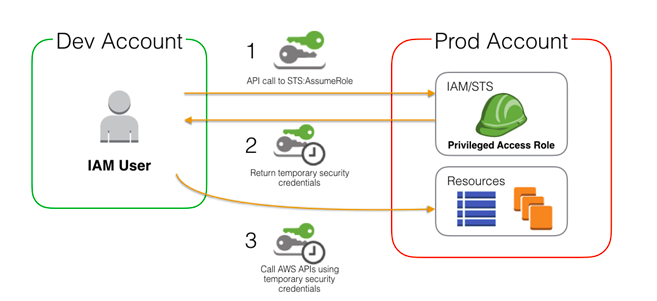 Dev Account
IAM User
1
API call to STS:AssumeRole
2
Return temporary security
credentials
3
Call AWS APIs using
temporary security
credentials
Prod Account
IAM/STS
Privileged Access Role
Resources